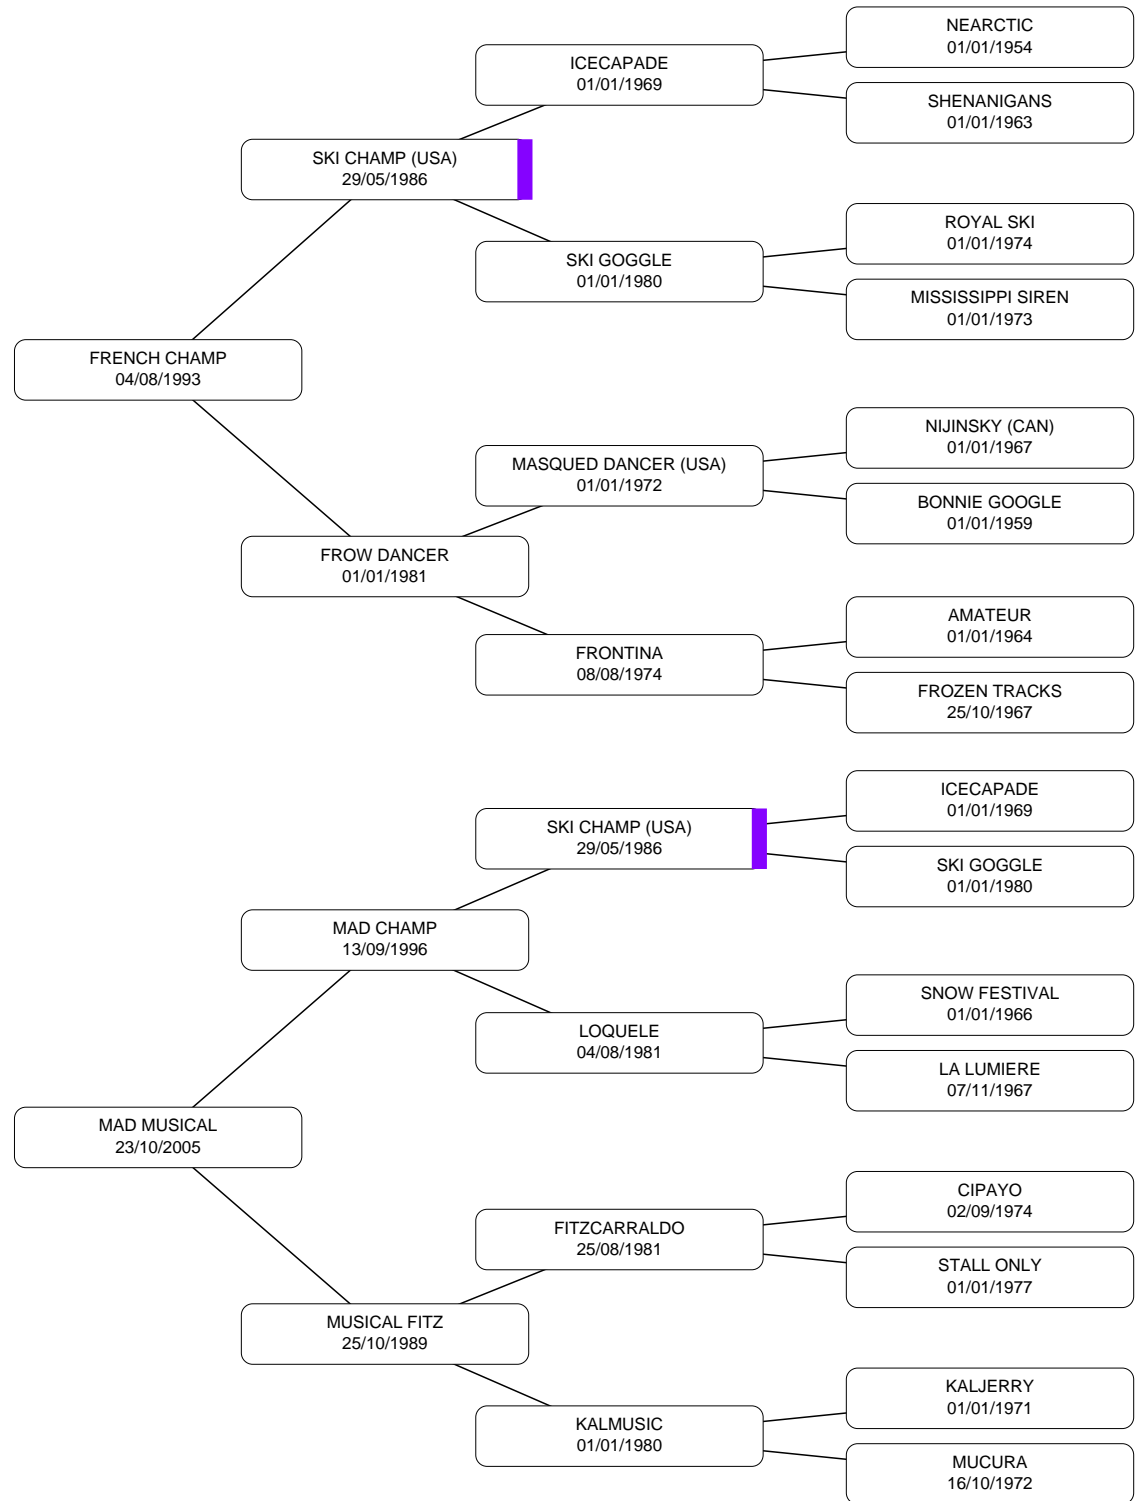 NEARCTIC
01/01/1954
ICECAPADE
01/01/1969
SHENANIGANS
01/01/1963
SKI CHAMP (USA)
29/05/1986
ROYAL SKI
01/01/1974
SKI GOGGLE
01/01/1980
MISSISSIPPI SIREN
01/01/1973
FRENCH CHAMP
04/08/1993
NIJINSKY (CAN)
01/01/1967
MASQUED DANCER (USA)
01/01/1972
BONNIE GOOGLE
01/01/1959
FROW DANCER
01/01/1981
AMATEUR
01/01/1964
FRONTINA
08/08/1974
FROZEN TRACKS
25/10/1967
ICECAPADE
01/01/1969
SKI CHAMP (USA)
29/05/1986
SKI GOGGLE
01/01/1980
MAD CHAMP
13/09/1996
SNOW FESTIVAL
01/01/1966
LOQUELE
04/08/1981
LA LUMIERE
07/11/1967
MAD MUSICAL
23/10/2005
CIPAYO
02/09/1974
FITZCARRALDO
25/08/1981
STALL ONLY
01/01/1977
MUSICAL FITZ
25/10/1989
KALJERRY
01/01/1971
KALMUSIC
01/01/1980
MUCURA
16/10/1972